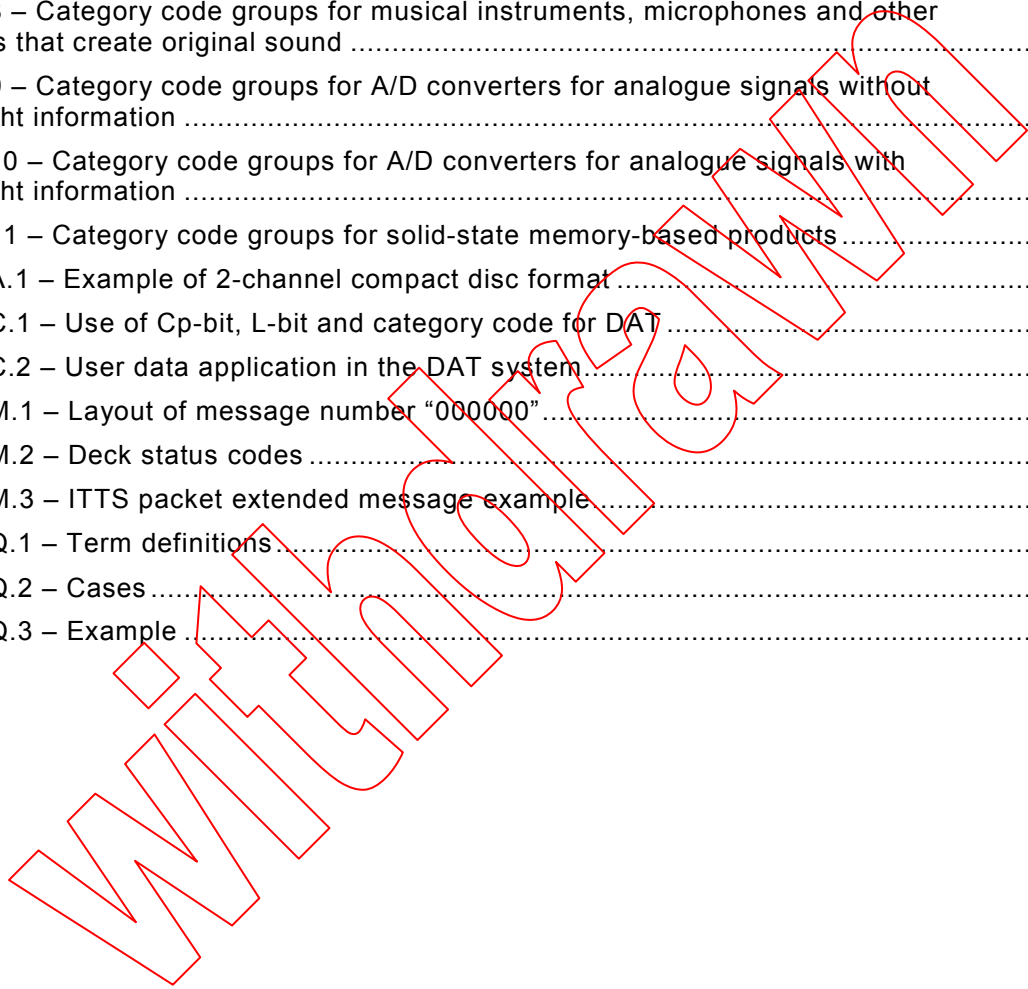 – Category code groups for musical instruments, microphones and other
s that create original sound ................................................................
– Category code groups for A/D converters for analogue signals without
ht information ................................................................
0 – Category code groups for A/D converters for analogue signals with
ht information ................................................................
1 – Category code groups for solid-state memory-based products ................................
A.1 – Example of 2-channel compact disc format ................................................................
C.1 – Use of Cp-bit, L-bit and category code for DAT ................................................................
C.2 – User data application in the DAT system ................................................................
M.1 – Layout of message number “000000” ................................................................
M.2 – Deck status codes ................................................................
M.3 – ITTS packet extended message example ................................................................
Q.1 – Term definitions ................................................................
Q.2 – Cases ................................................................
Q.3 – Example ................................................................
withdrawn